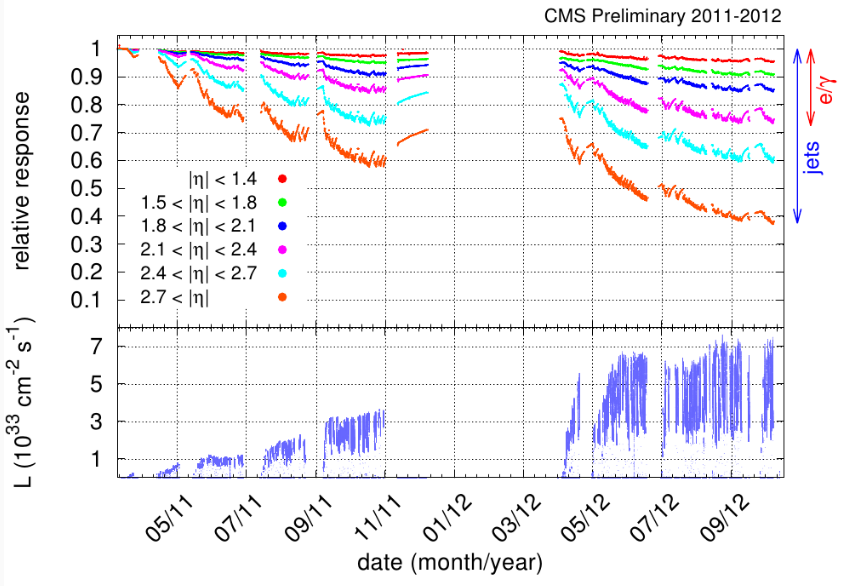 CMS Preliminary 2011-2012
relative response
1
0.9
0.8
0.7
0.6
0.5
0.4
0.3
0.2
0.1
|η| < 1.4
1.5 < |η| < 1.8
1.8 < |η| < 2.1
2.1 < |η| < 2.4
2.4 < |η| < 2.7
2.7 < |η|
e/γ
jets
L (10³³ cm⁻² s⁻¹)
7
5
3
1
05/11
07/11
09/11
11/11
01/12
03/12
05/12
07/12
09/12
date (month/year)